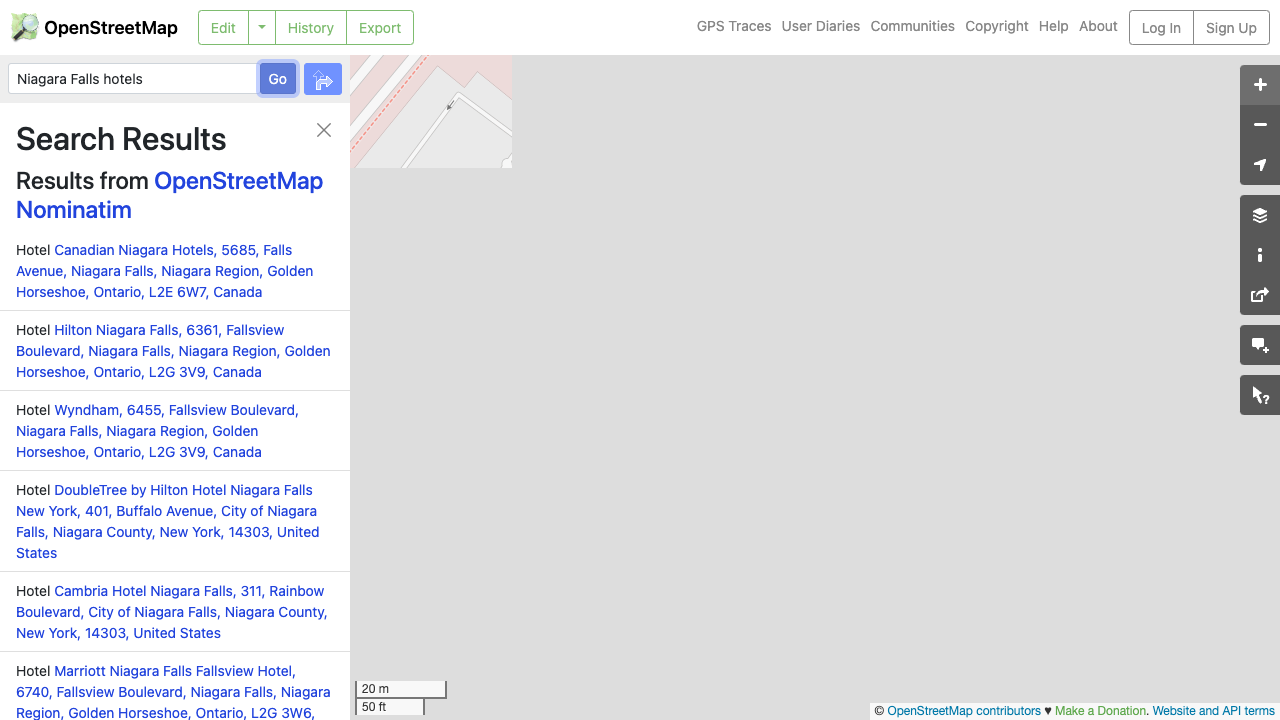 OpenStreetMap
Edit
History
Export
GPS Traces
User Diaries
Communities
Copyright
Help
About
Log In
Sign Up
Niagara Falls hotels
Go
Search Results
Results from OpenStreetMap
Nominatim
Hotel Canadian Niagara Hotels, 5685, Falls
Avenue, Niagara Falls, Niagara Region, Golden
Horseshoe, Ontario, L2E 6W7, Canada
Hotel Hilton Niagara Falls, 6361, Fallsview
Boulevard, Niagara Falls, Niagara Region, Golden
Horseshoe, Ontario, L2G 3V9, Canada
Hotel Wyndham, 6455, Fallsview Boulevard,
Niagara Falls, Niagara Region, Golden
Horseshoe, Ontario, L2G 3V9, Canada
Hotel DoubleTree by Hilton Hotel Niagara Falls
New York, 401, Buffalo Avenue, City of Niagara
Falls, Niagara County, New York, 14303, United
States
Hotel Cambria Hotel Niagara Falls, 311, Rainbow
Boulevard, City of Niagara Falls, Niagara County,
New York, 14303, United States
Hotel Marriott Niagara Falls Fallsview Hotel,
6740, Fallsview Boulevard, Niagara Falls, Niagara
Region, Golden Horseshoe, Ontario, L2G 3W6,
20 m
50 ft
© OpenStreetMap contributors ♥ Make a Donation. Website and API terms